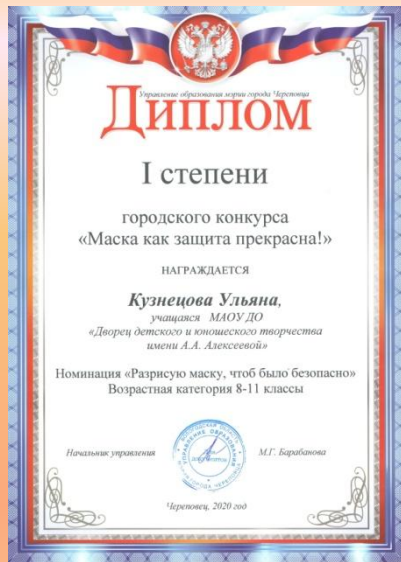 Управление образования мэрии города Череповца
Диплом
I степени
городского конкурса
«Маска как защита прекрасна!»
НАГРАЖДАЕТСЯ
Кузнецова Ульяна,
учащаяся МАОУ ДО
«Дворец детского и юношеского творчества
имени А.А. Алексеевой»
Номинация «Разрисую маску, чтоб было безопасно»
Возрастная категория 8-11 классы
Начальник управления
М.Г. Барабанова
Череповец, 2020 год